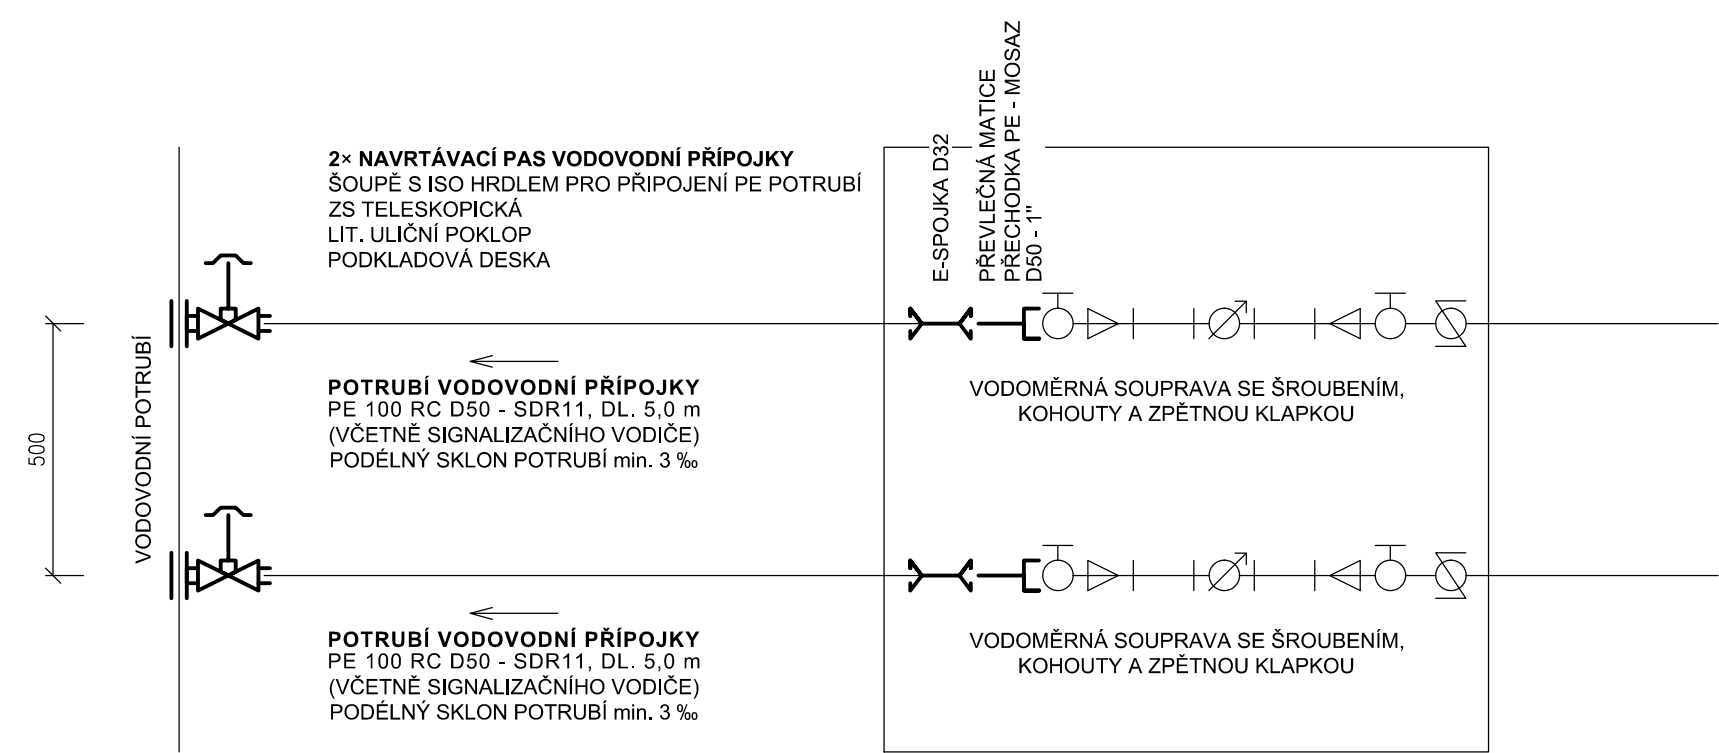 2× NAVRTÁVACÍ PAS VODOVODNÍ PŘÍPOJKY
ŠOUPĚ S ISO HRDLEM PRO PŘIPOJENÍ PE POTRUBÍ
ZS TELESKOPICKÁ
LIT. ULIČNÍ POKLOP
PODKLADOVÁ DESKA
E-SPOJKA D32
PŘEVLEČNÁ MATICE
PŘECHODKA PE - MOSAZ
D50 - 1"
500
VODOVODNÍ POTRUBÍ
POTRUBÍ VODOVODNÍ PŘÍPOJKY
PE 100 RC D50 - SDR11, DL. 5,0 m
(VČETNĚ SIGNALIZAČNÍHO VODIČE)
PODÉLNÝ SKLON POTRUBÍ min. 3 ‰
VODOMĚRNÁ SOUPRAVA SE ŠROUBENÍM,
KOHOUTY A ZPĚTNOU KLAPKOU
POTRUBÍ VODOVODNÍ PŘÍPOJKY
PE 100 RC D50 - SDR11, DL. 5,0 m
(VČETNĚ SIGNALIZAČNÍHO VODIČE)
PODÉLNÝ SKLON POTRUBÍ min. 3 ‰
VODOMĚRNÁ SOUPRAVA SE ŠROUBENÍM,
KOHOUTY A ZPĚTNOU KLAPKOU